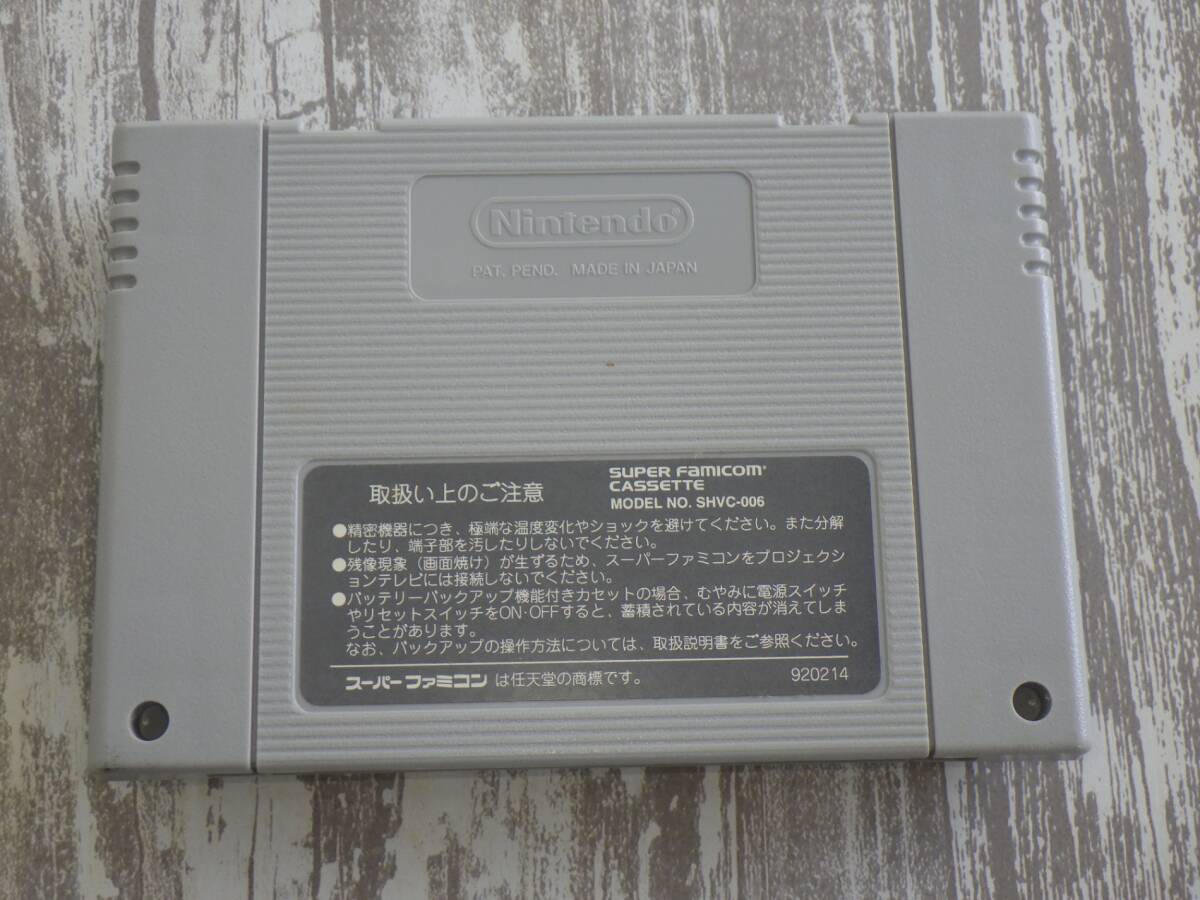 Nintendo®
PAT. PEND. MADE IN JAPAN
取扱い上のご注意
SUPER FAMICOM
CASSETTE
MODEL NO. SHVC-006
●精密機器につき、極端な温度変化やショックを避けてください。また分解
したり、端子部を汚したりしないでください。
●残像現象（画面焼け）が生ずるため、スーパーファミコンをプロジェクシ
ョンテレビには接続しないでください。
●バッテリーバックアップ機能付きカセットの場合、むやみに電源スイッチ
やリセットスイッチをON·OFFすると、蓄積されている内容が消えてしま
うことがあります。
なお、バックアップの操作方法については、取扱説明書をご参照ください。
スーパーファミコンは任天堂の商標です。
920214